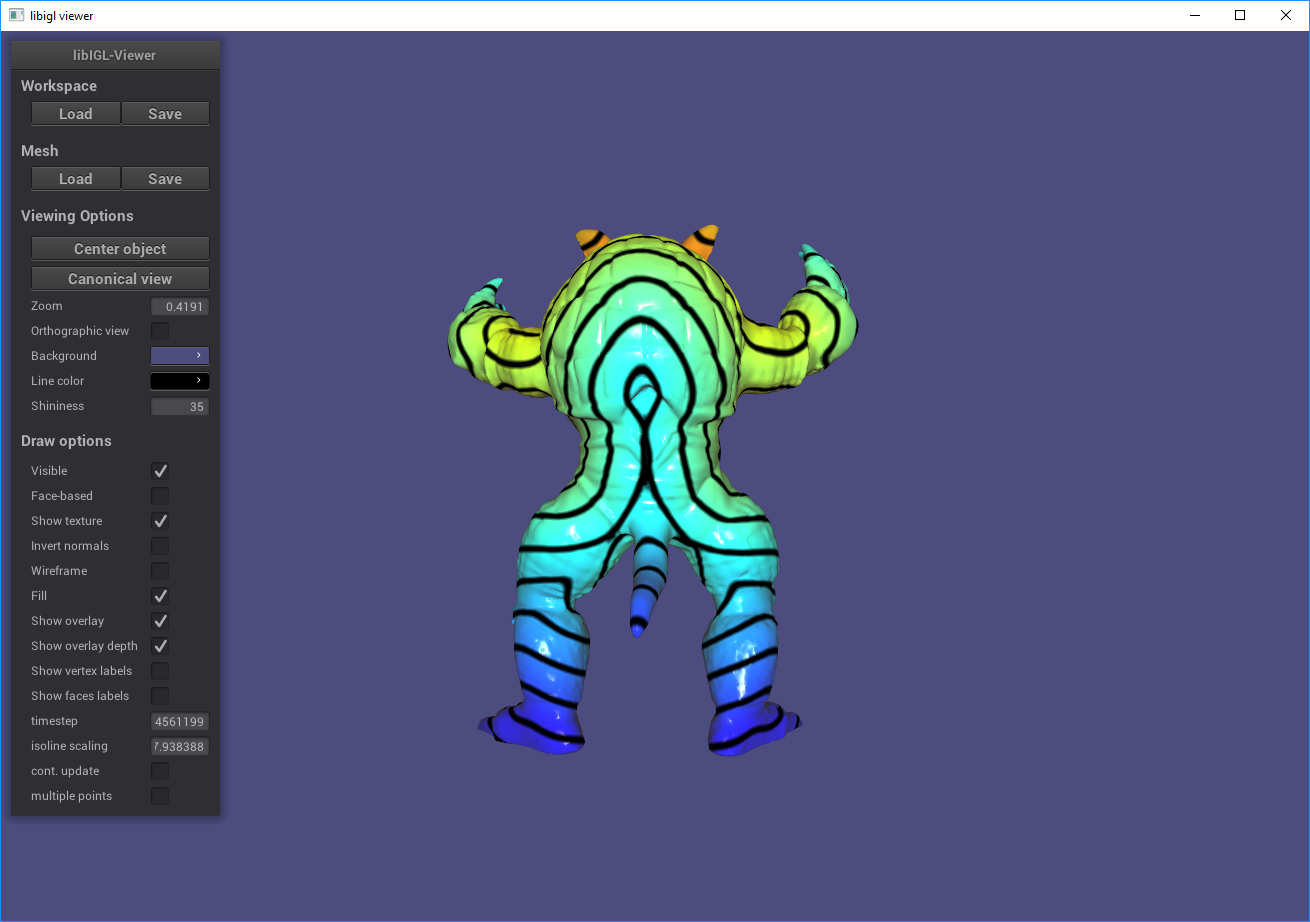 libigl viewer
libIGL-Viewer
Workspace
Load Save
Mesh
Load Save
Viewing Options
Center object
Canonical view
Zoom 0.4191
Orthographic view
Background
Line color
Shininess 35
Draw options
Visible
Face-based
Show texture
Invert normals
Wireframe
Fill
Show overlay
Show overlay depth
Show vertex labels
Show faces labels
timestep 4561199
isoline scaling 7.938388
cont. update
multiple points